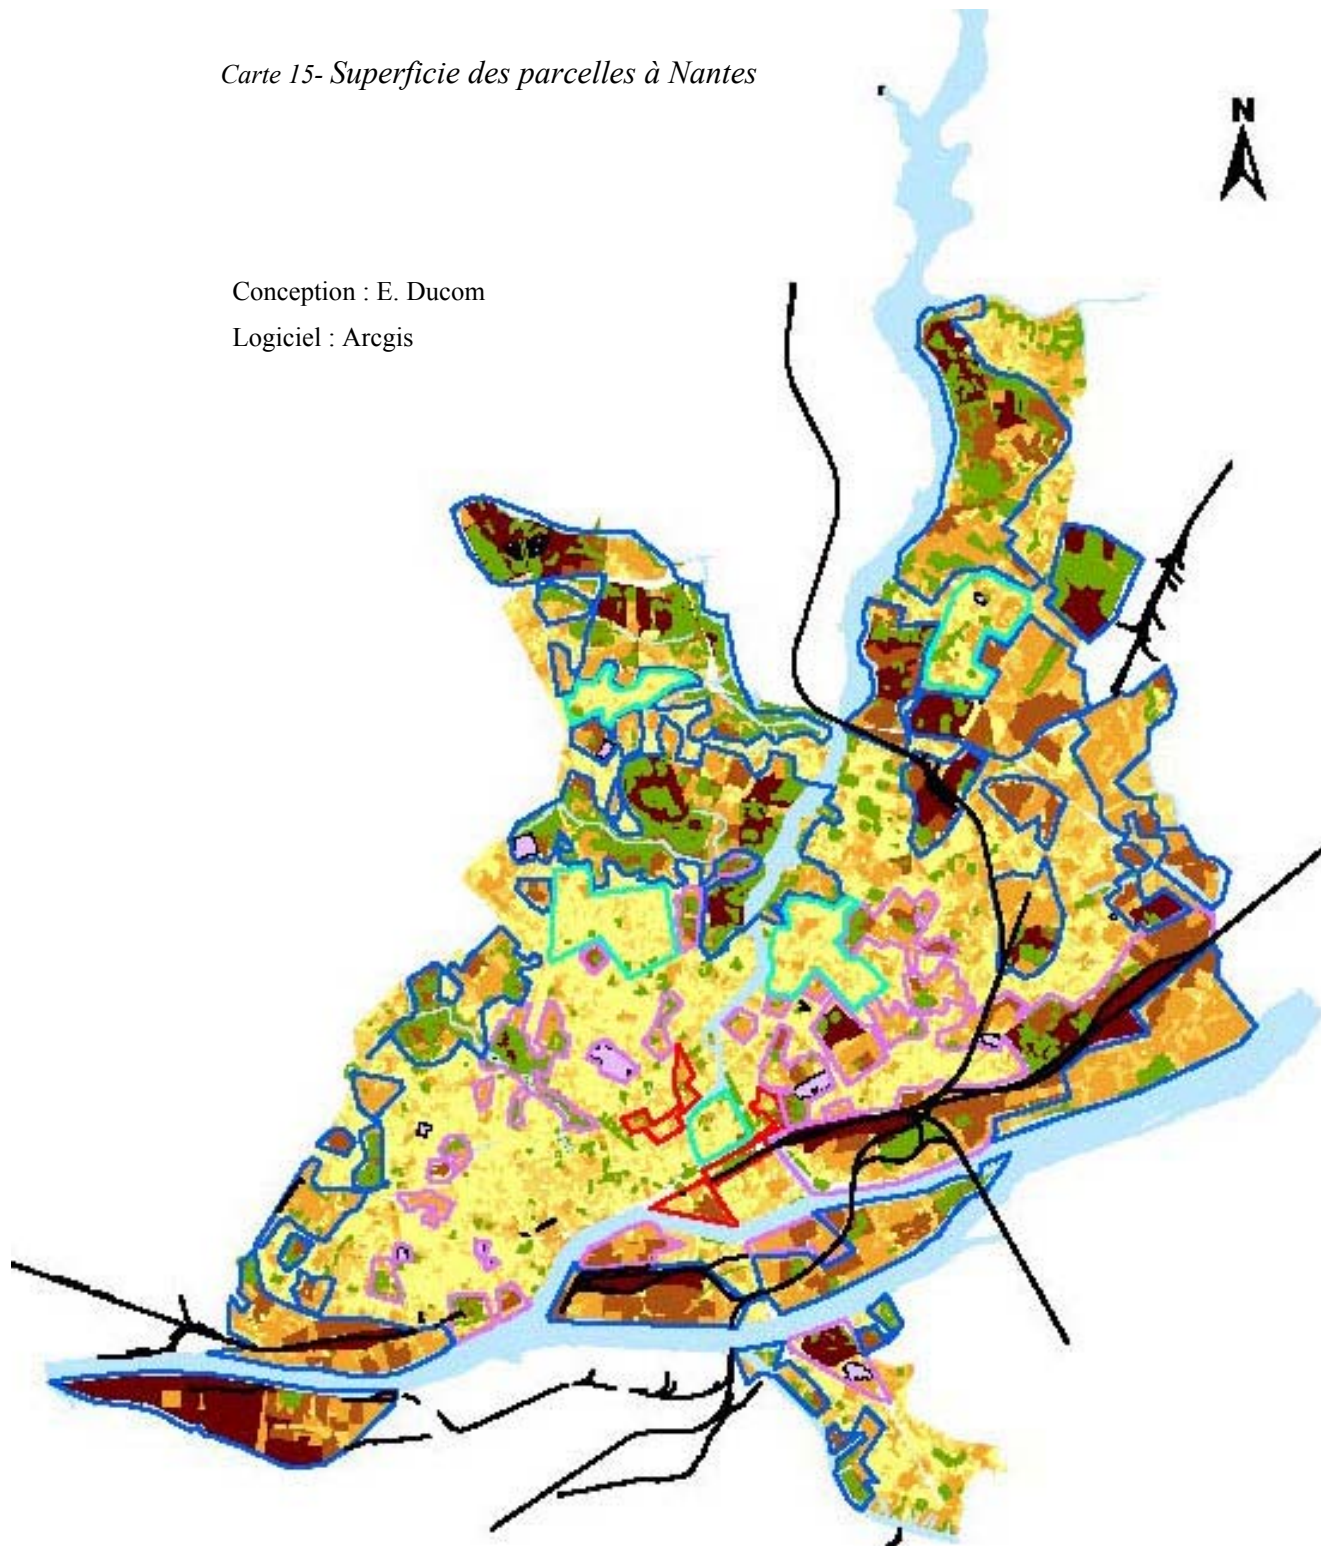 Carte 15- Superficie des parcelles à Nantes
N
Conception : E. Ducom
Logiciel : Arcgis